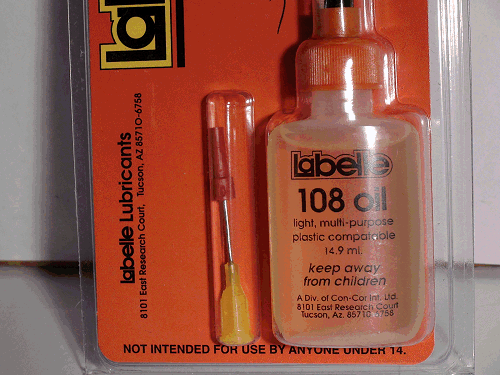 Labelle
Labelle Lubricants
8101 East Research Court, Tucson, AZ 85710-6758
Labelle
108 oil
light, multi-purpose
plastic compatable
14.9 ml.
keep away
from children
A Div. of Con-Cor Int. Ltd.
8101 East Research Court
Tucson, Az. 85710-6758
NOT INTENDED FOR USE BY ANYONE UNDER 14.